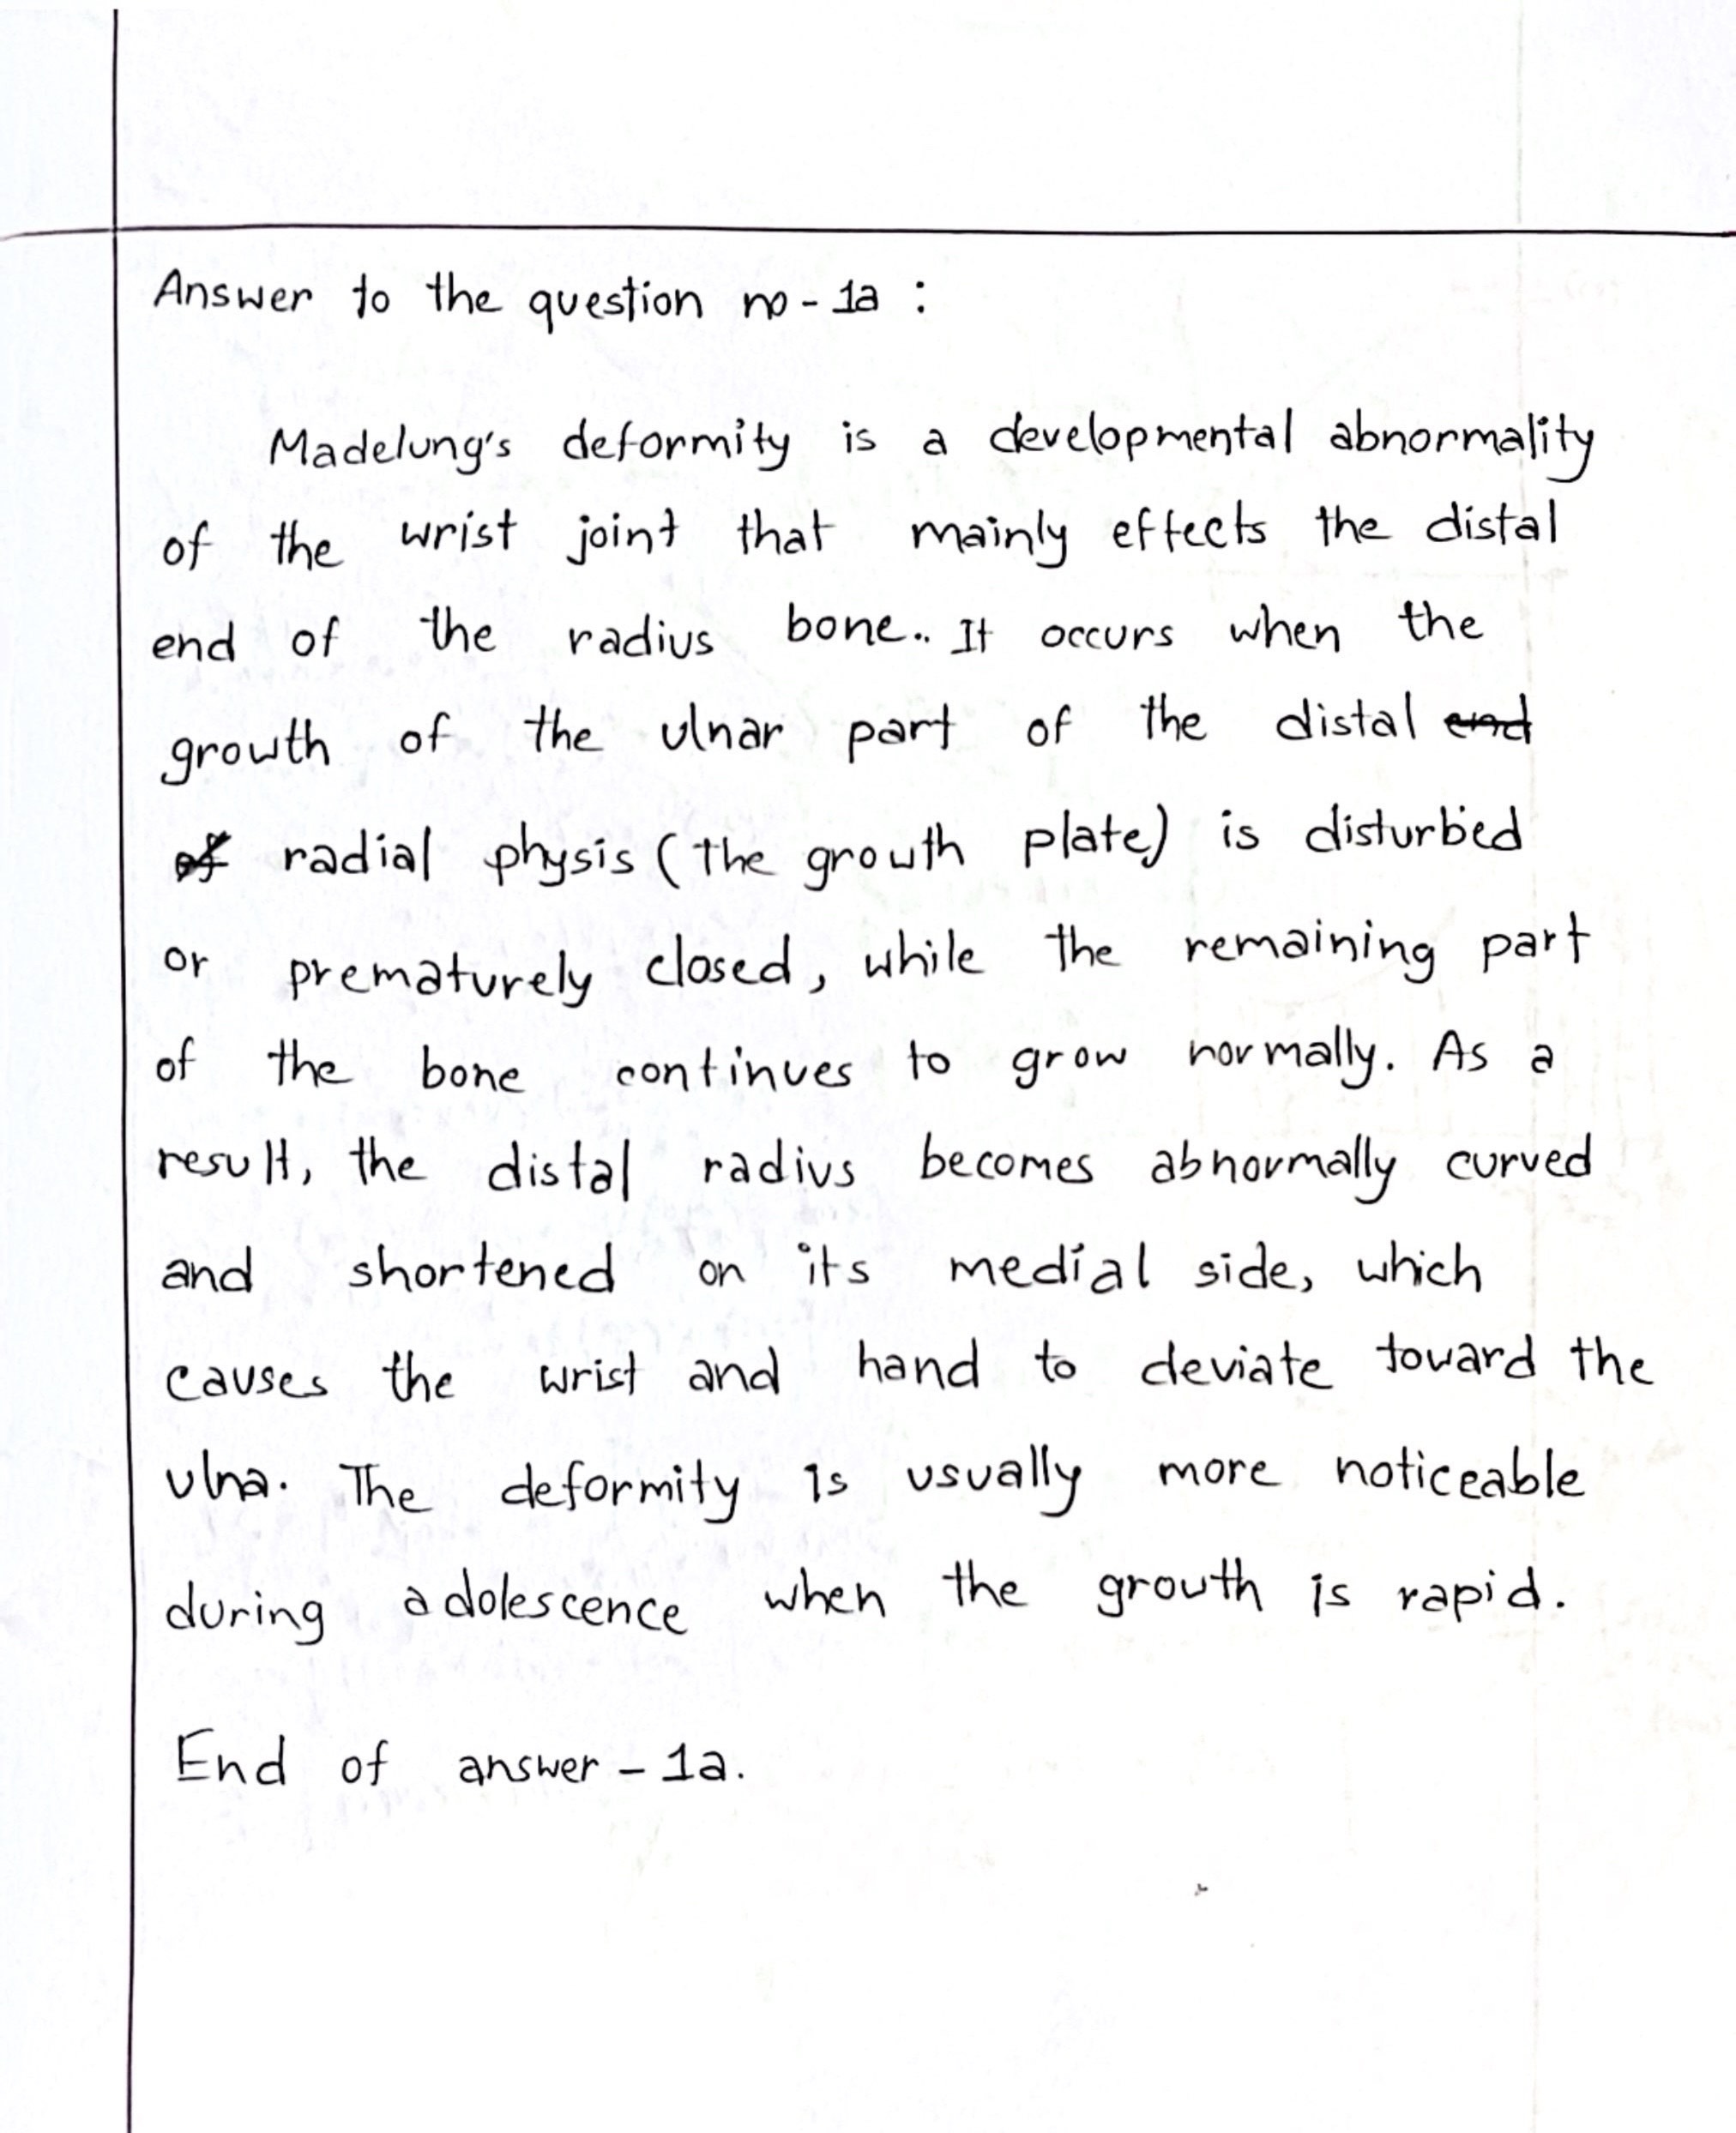 Answer to the question no - 1a :
Madelung's deformity is a developmental abnormality
of the wrist joint that mainly effects the distal
end of the radius bone.. It occurs when the
growth of the ulnar part of the distal end
of radial physis (the growth plate) is disturbed
or prematurely closed, while the remaining part
of the bone continues to grow normally. As a
result, the distal radius becomes abnormally curved
and shortened on its medial side, which
causes the wrist and hand to deviate toward the
ulna. The deformity is usually more noticeable
during adolescence when the growth is rapid.
End of answer - 1a.